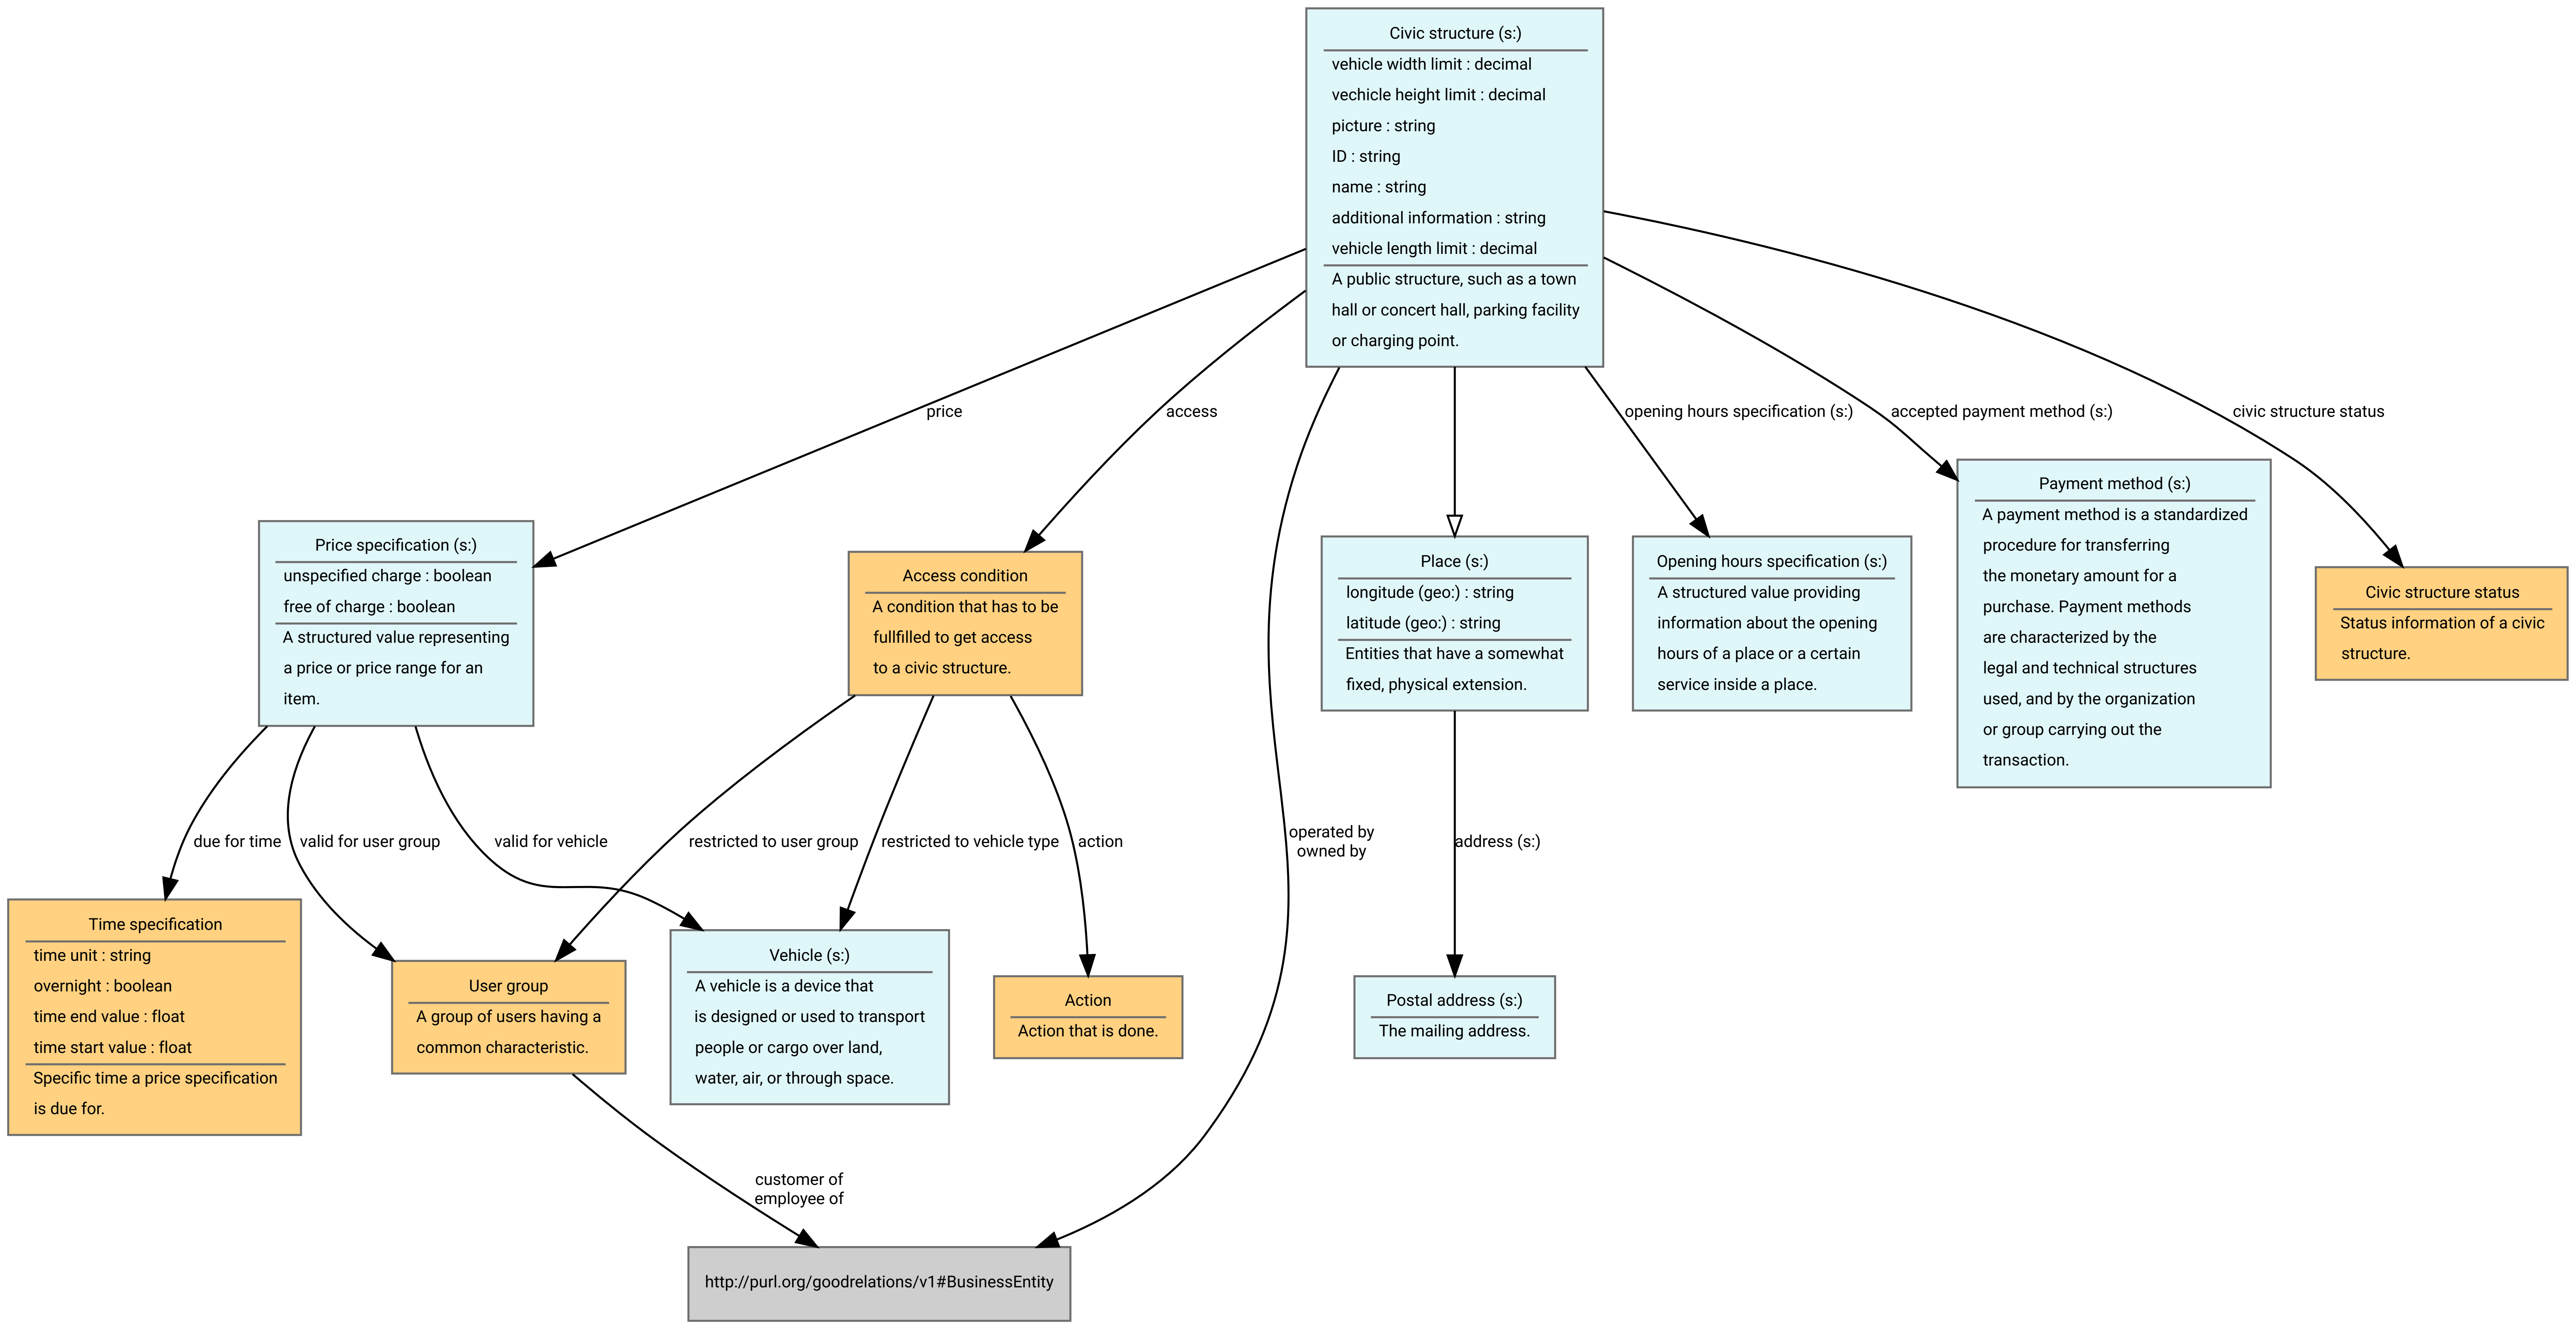 Civic structure (s:)
vehicle width limit : decimal
vechicle height limit : decimal
picture : string
ID : string
name : string
additional information : string
vehicle length limit : decimal
A public structure, such as a town
hall or concert hall, parking facility
or charging point.
price
access
opening hours specification (s:)
accepted payment method (s:)
civic structure status
Price specification (s:)
unspecified charge : boolean
free of charge : boolean
A structured value representing
a price or price range for an
item.
Access condition
A condition that has to be
fullfilled to get access
to a civic structure.
Place (s:)
longitude (geo:) : string
latitude (geo:) : string
Entities that have a somewhat
fixed, physical extension.
Opening hours specification (s:)
A structured value providing
information about the opening
hours of a place or a certain
service inside a place.
Payment method (s:)
A payment method is a standardized
procedure for transferring
the monetary amount for a
purchase. Payment methods
are characterized by the
legal and technical structures
used, and by the organization
or group carrying out the
transaction.
Civic structure status
Status information of a civic
structure.
due for time
valid for user group
valid for vehicle
restricted to user group
restricted to vehicle type
action
operated by
owned by
address (s:)
Time specification
time unit : string
overnight : boolean
time end value : float
time start value : float
Specific time a price specification
is due for.
User group
A group of users having a
common characteristic.
Vehicle (s:)
A vehicle is a device that
is designed or used to transport
people or cargo over land,
water, air, or through space.
Action
Action that is done.
Postal address (s:)
The mailing address.
customer of
employee of
http://purl.org/goodrelations/v1#BusinessEntity